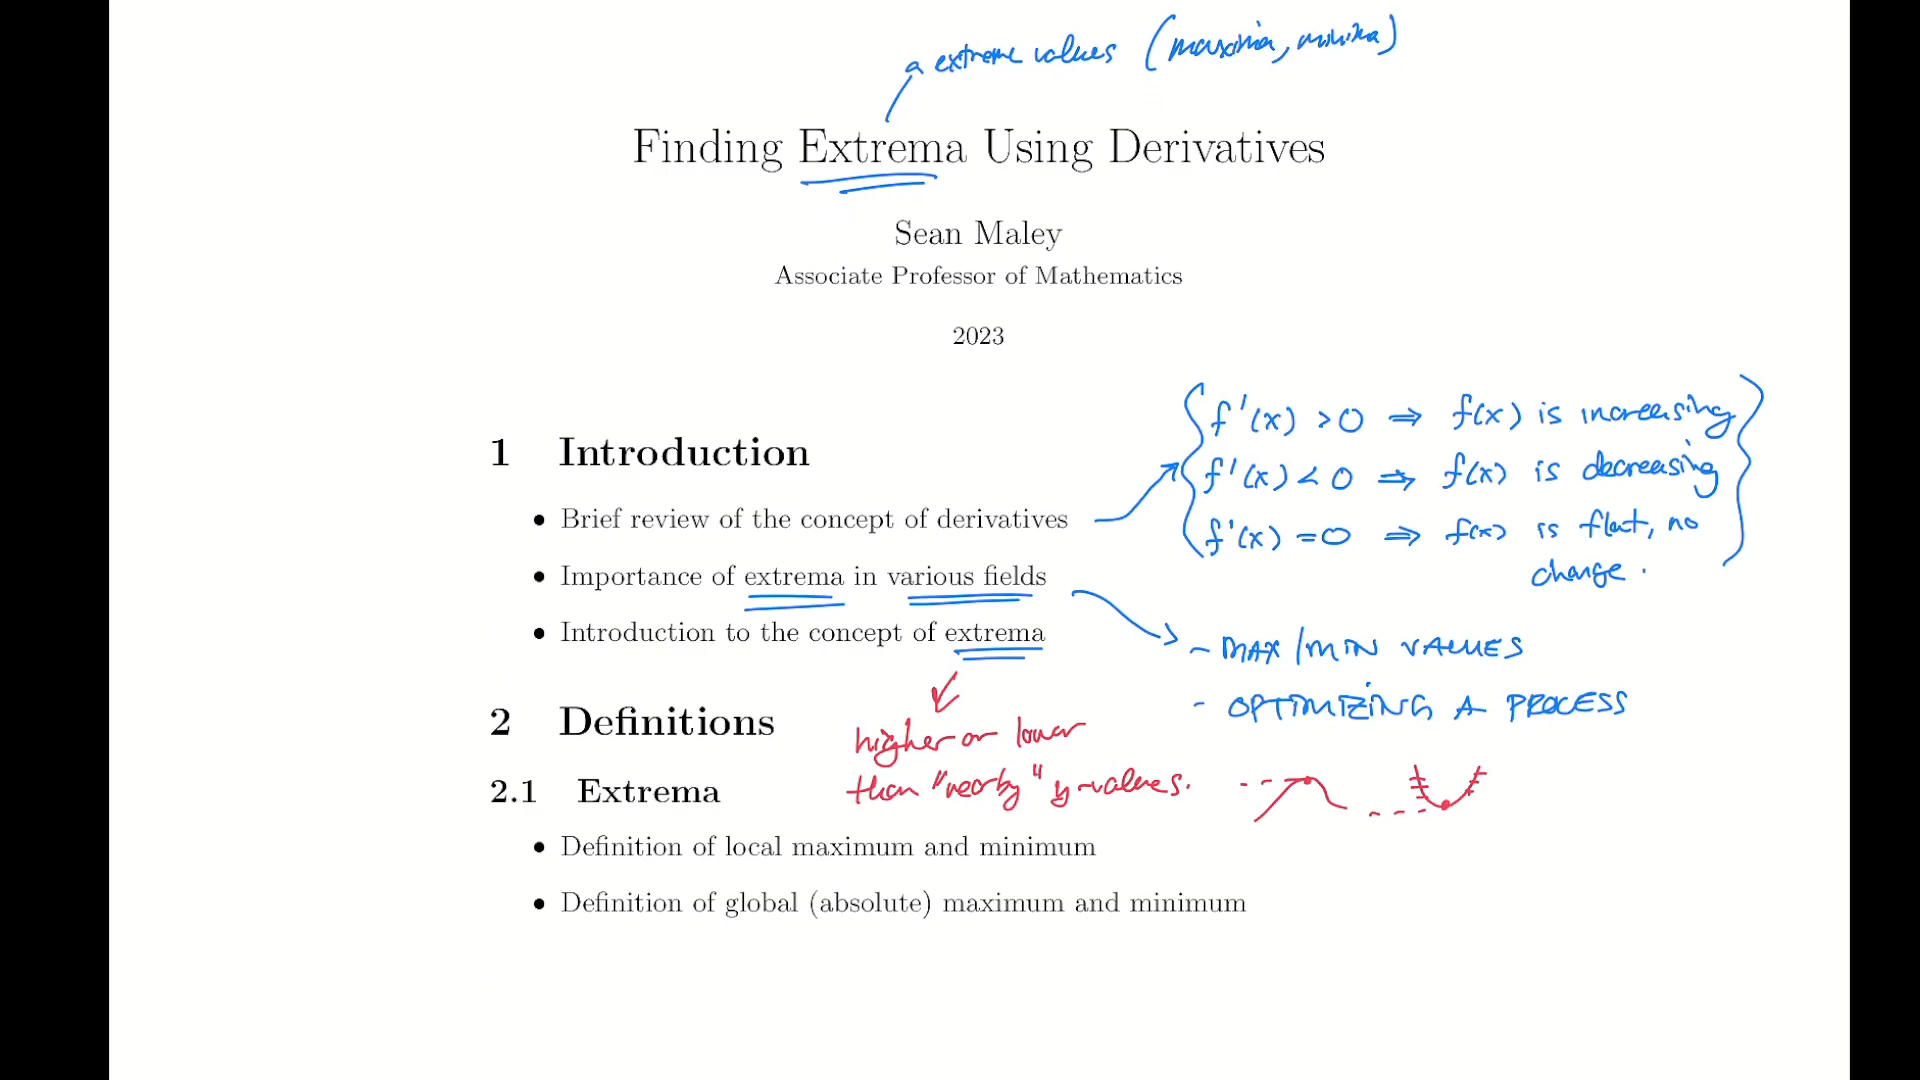 extreme values (maxima, minima)
Finding Extrema Using Derivatives
Sean Maley
Associate Professor of Mathematics
2023
f'(x) >0 ⇒ f(x) is increasing
1 Introduction
f'(x) < 0 ⇒ f(x) is decreasing
• Brief review of the concept of derivatives
f'(x) =0 ⇒ f(x) is flat, no
change.
• Importance of extrema in various fields
• Introduction to the concept of extrema
- MAX/MIN VALUES
- OPTIMIZING A PROCESS
2 Definitions
higher or lower
than "nearby" y-values.
2.1 Extrema
• Definition of local maximum and minimum
• Definition of global (absolute) maximum and minimum